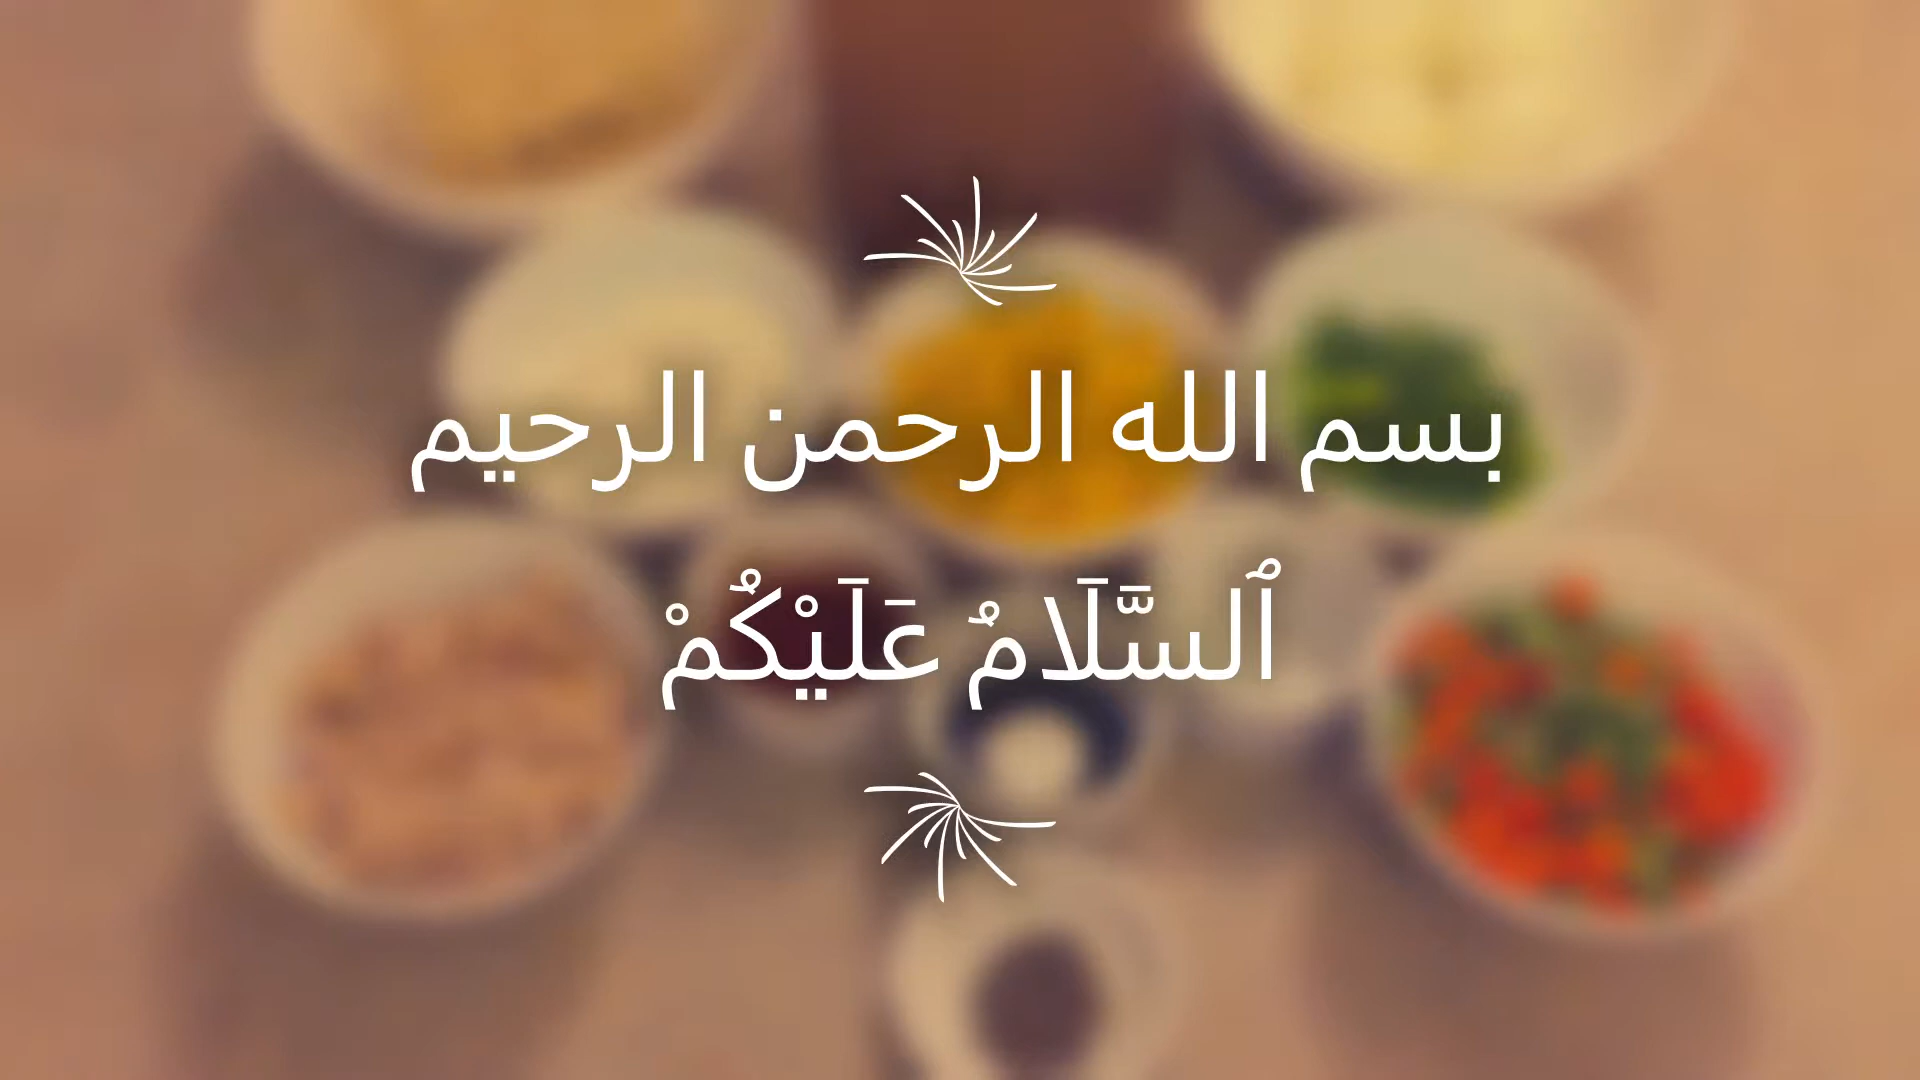 بسم الله الرحمن الرحيم
ٱلسَّلَامُ عَلَيْكُمْ